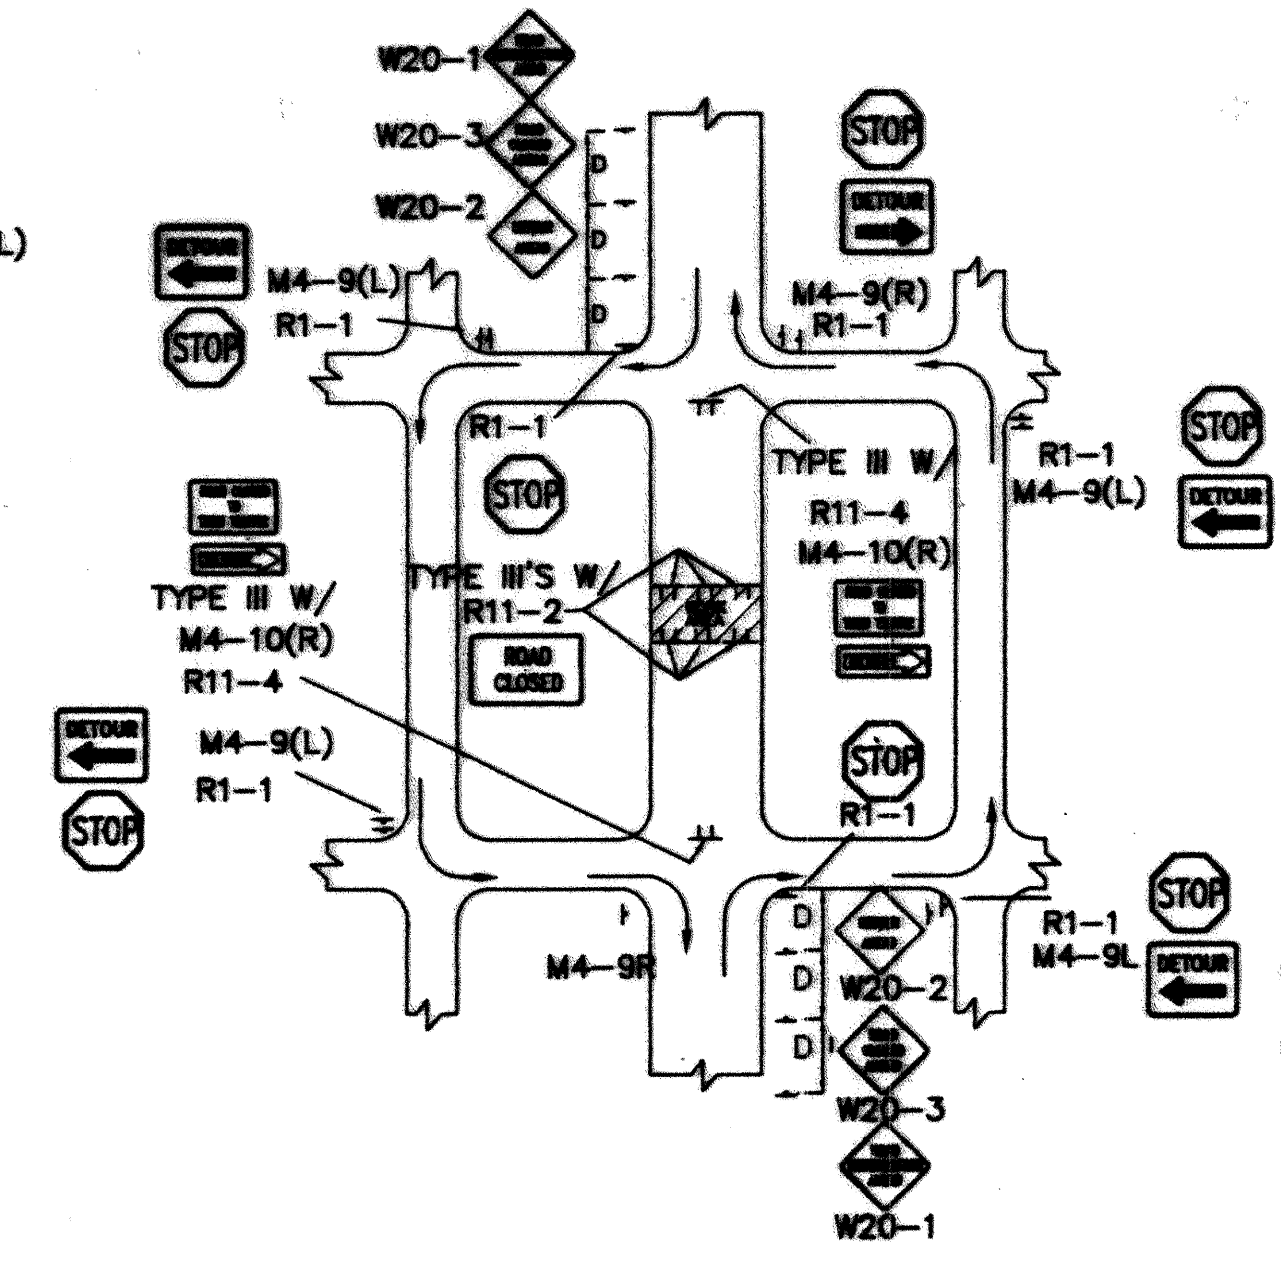 W20-1
W20-3
W20-2
D
D
D
STOP
DETOUR
M4-9(R)
R1-1
L)
DETOUR
M4-9(L)
R1-1
STOP
R1-1
STOP
TYPE III W/
R11-4
M4-10(R)
STOP
R1-1
M4-9(L)
DETOUR
TYPE III W/
M4-10(R)
R11-4
TYPE III'S W/
R11-2
ROAD
CLOSED
AREA
DETOUR
M4-9(L)
R1-1
STOP
STOP
R1-1
M4-9R
D
D
D
W20-2
W20-3
W20-1
R1-1
M4-9L
STOP
DETOUR